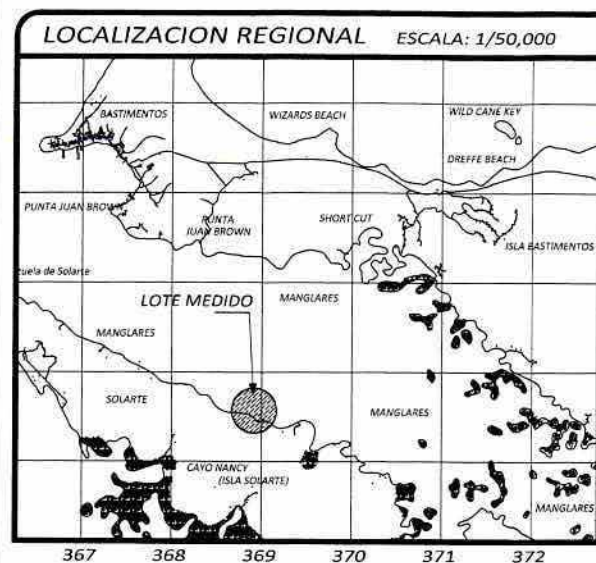 LOCALIZACION REGIONAL ESCALA: 1/50,000
BASTIMENTOS
WIZARDS BEACH
WILD CANE KEY
DREFFE BEACH
PUNTA JUAN BROWN
PUNTA
JUAN BROWN
SHORT CUT
ISLA BASTIMENTOS
cuela de Solarte
LOTE MEDIDO
MANGLARES
MANGLARES
SOLARTE
MANGLARES
CAYO NANCY
(ISLA SOLARTE)
MANGLARES
367 368 369 370 371 372